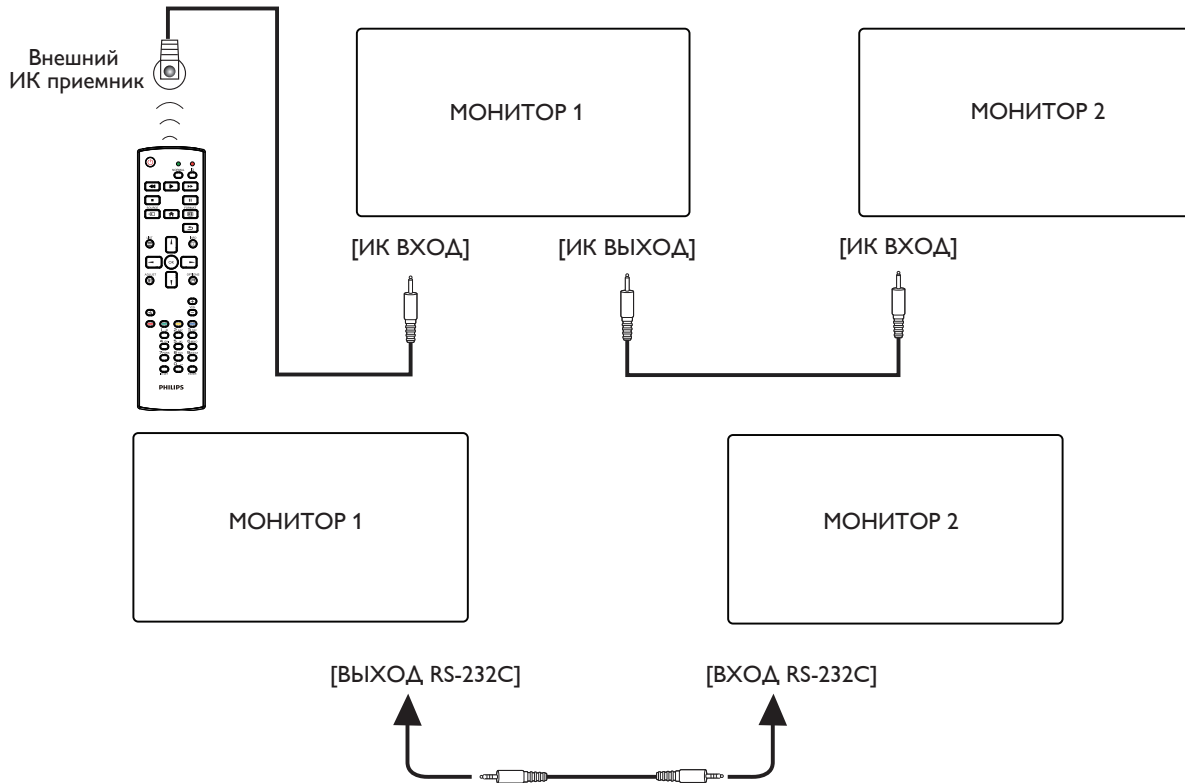 Внешний
ИК приемник
МОНИТОР 1
МОНИТОР 2
[ИК ВХОД]
[ИК ВЫХОД]
[ИК ВХОД]
PHILIPS
МОНИТОР 1
МОНИТОР 2
[ВЫХОД RS-232C]
[ВХОД RS-232C]